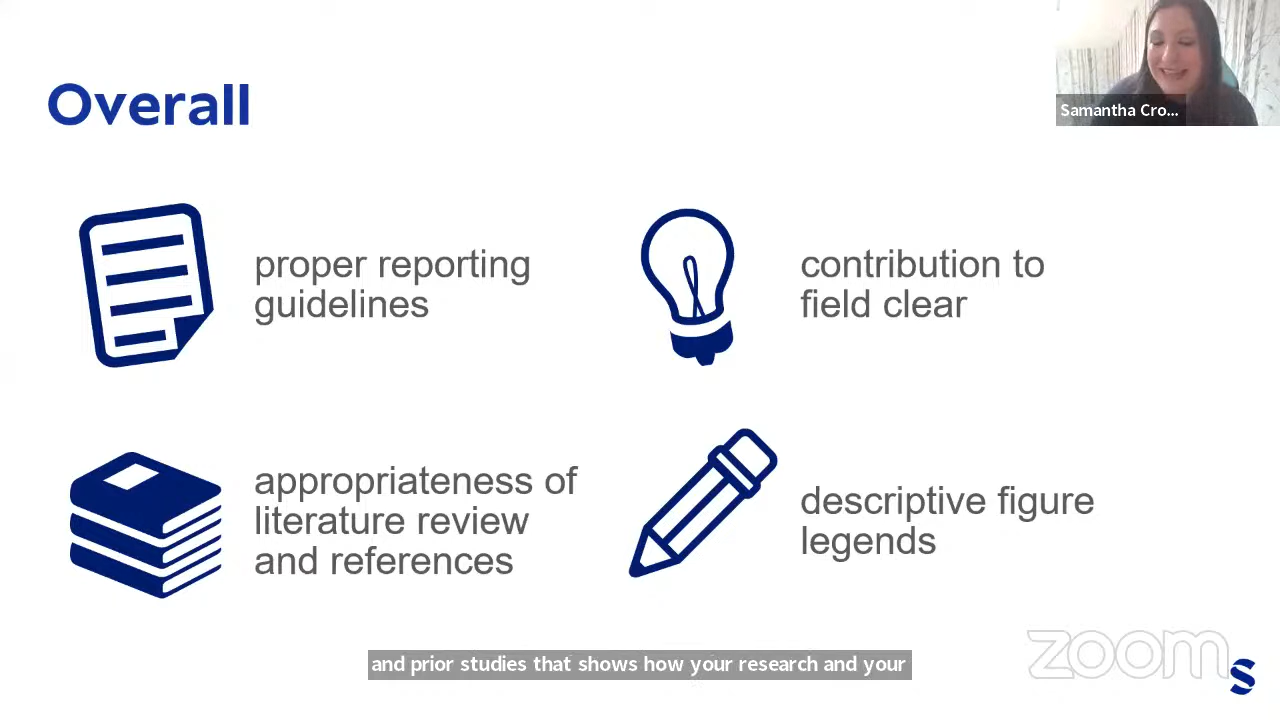 Overall
Samantha Cro...
proper reporting
guidelines
contribution to
field clear
appropriateness of
literature review
and references
descriptive figure
legends
and prior studies that shows how your research and your
zoom
S